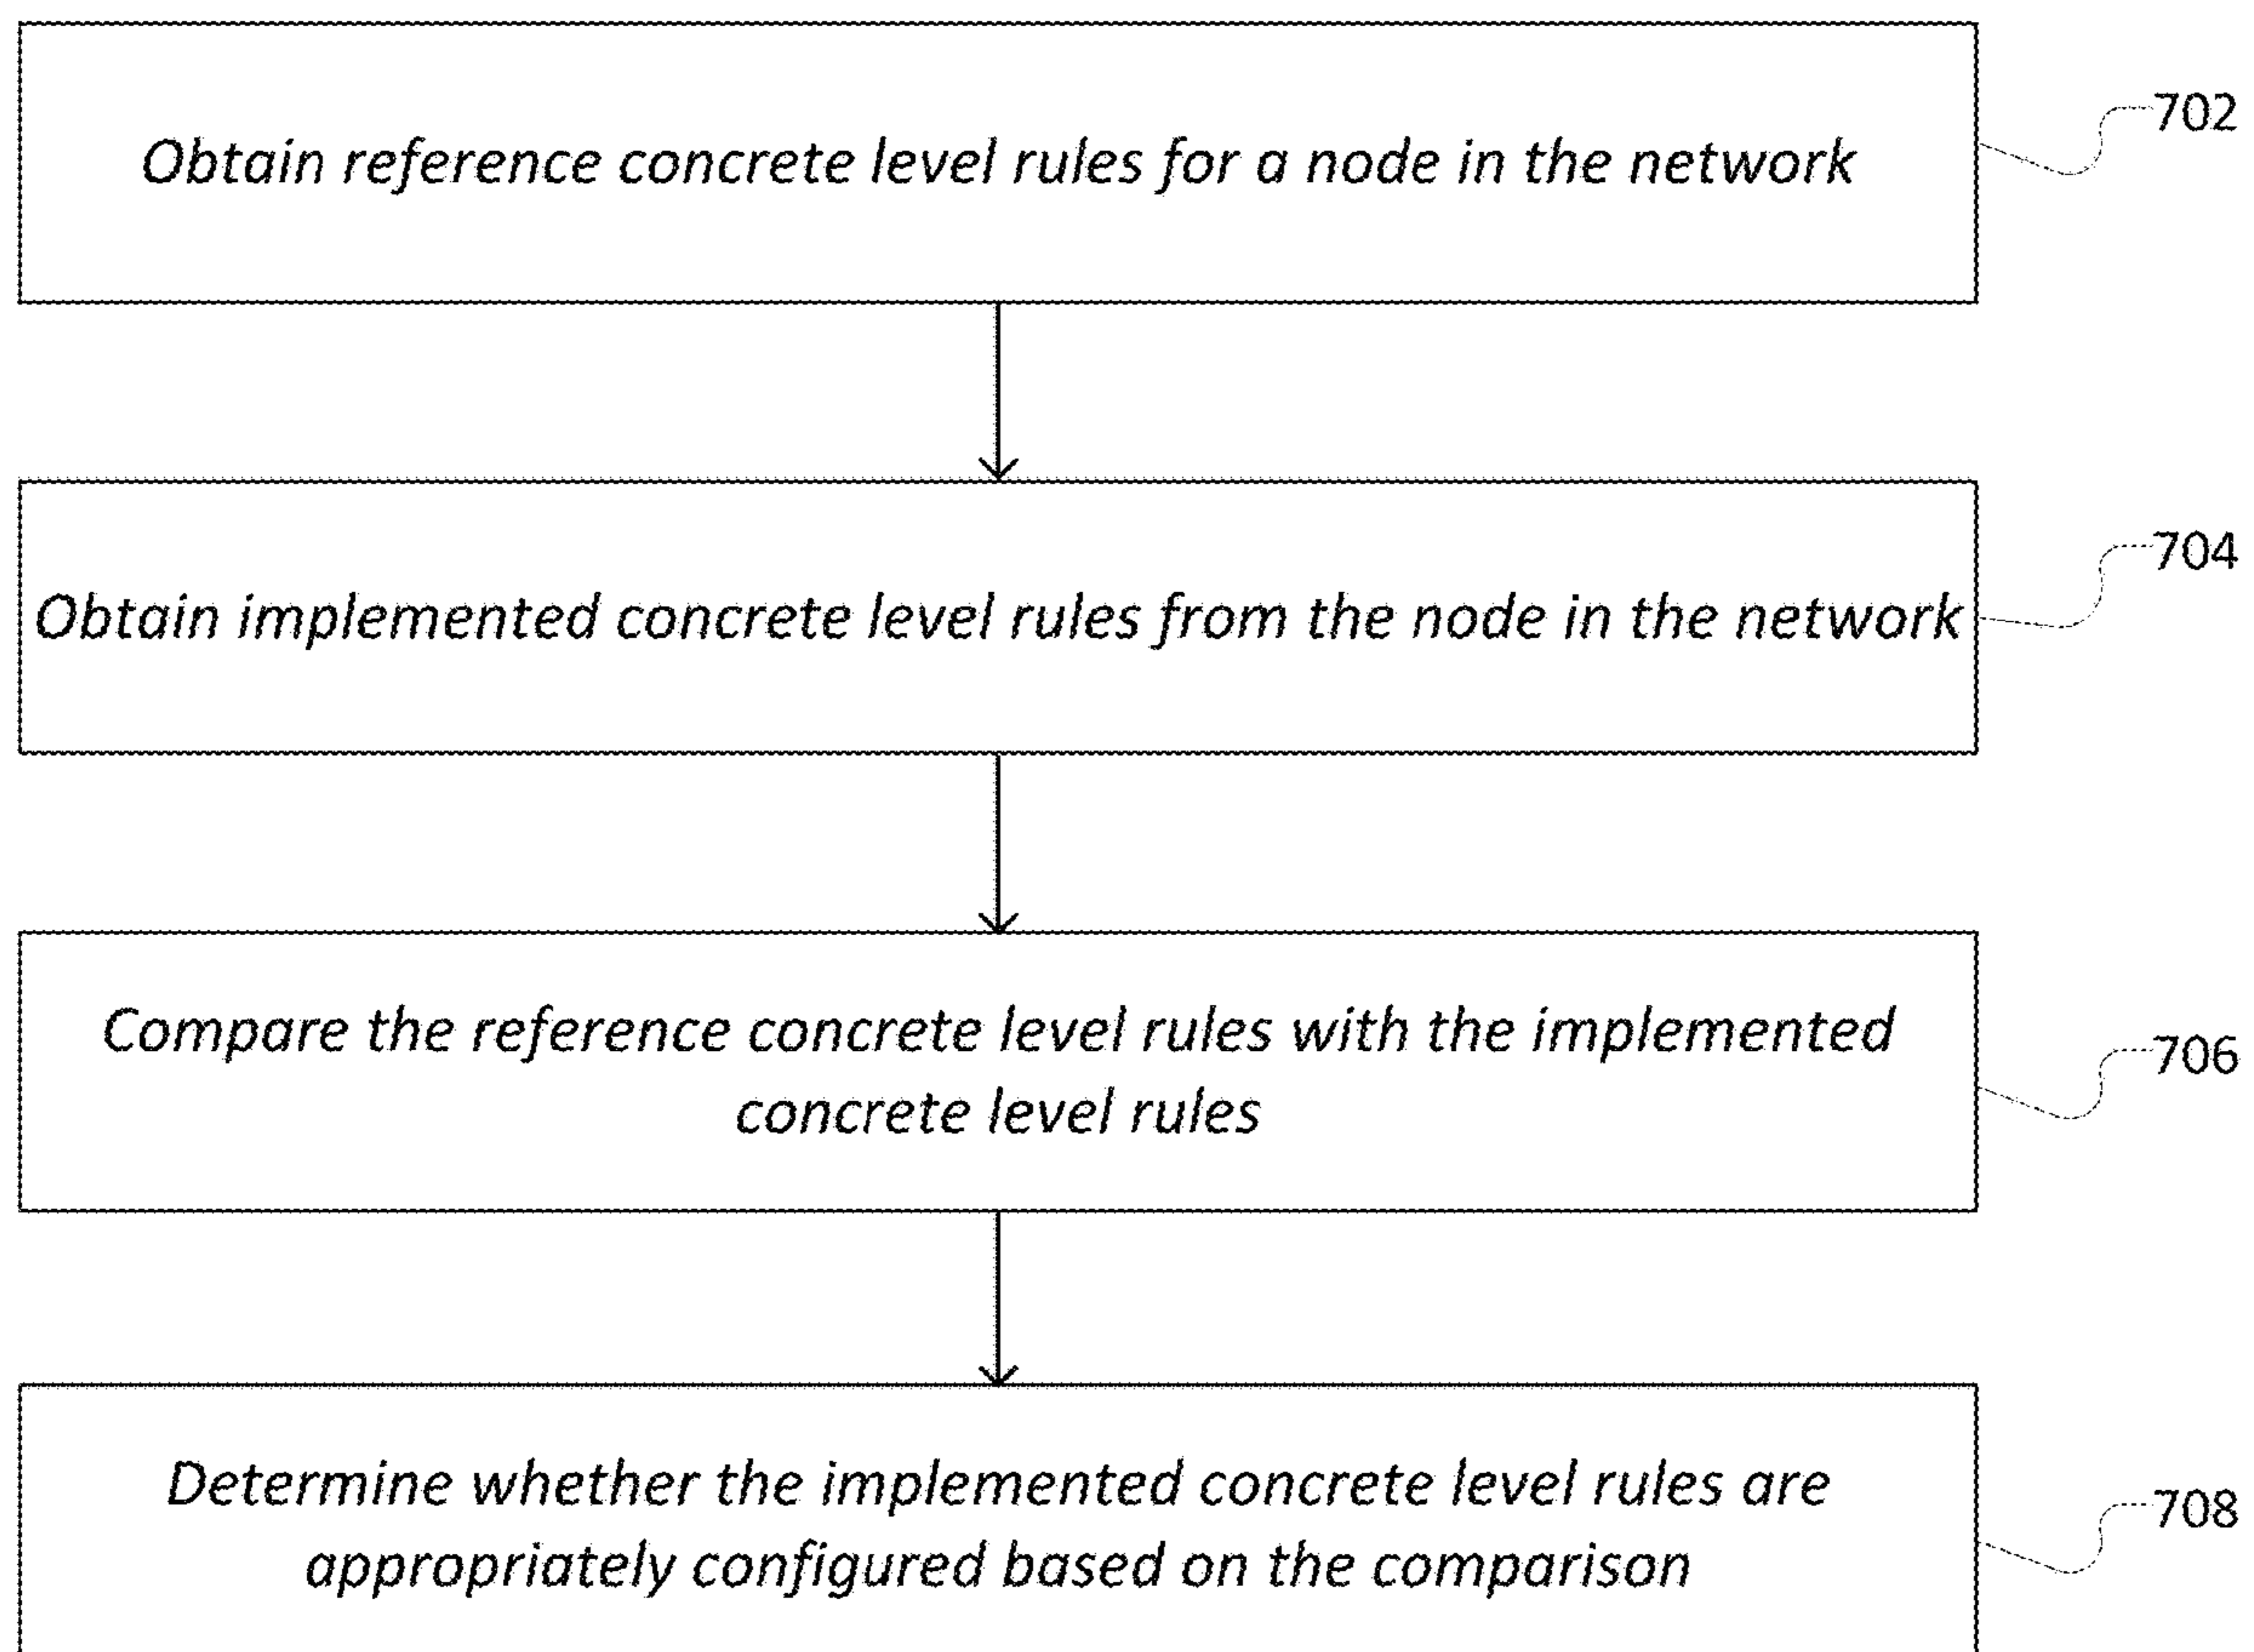 Obtain reference concrete level rules for a node in the network
702
Obtain implemented concrete level rules from the node in the network
704
Compare the reference concrete level rules with the implemented
concrete level rules
706
Determine whether the implemented concrete level rules are
appropriately configured based on the comparison
708